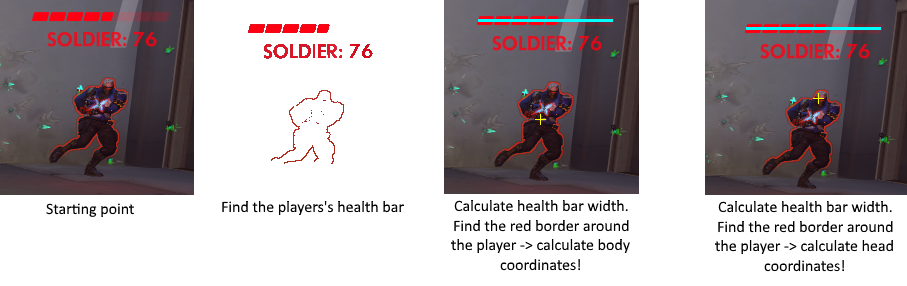 SOLDIER: 76
SOLDIER: 76
SOLDIER: 76
SOLDIER: 76
Starting point
Find the players's health bar
Calculate health bar width.
Find the red border around
the player -> calculate body
coordinates!
Calculate health bar width.
Find the red border around
the player -> calculate head
coordinates!